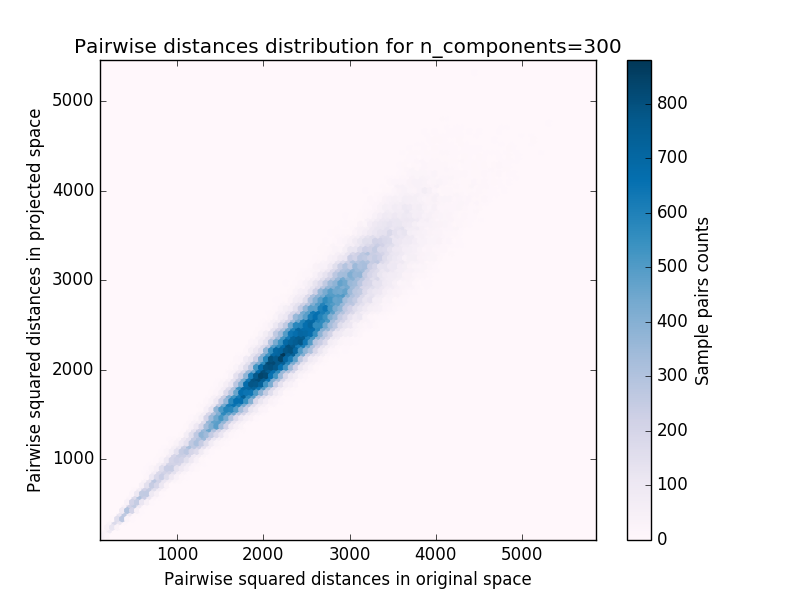 Pairwise distances distribution for n_components=300
5000
4000
3000
2000
1000
Pairwise squared distances in projected space
1000 2000 3000 4000 5000
Pairwise squared distances in original space
800
700
600
500
400
300
200
100
0
Sample pairs counts